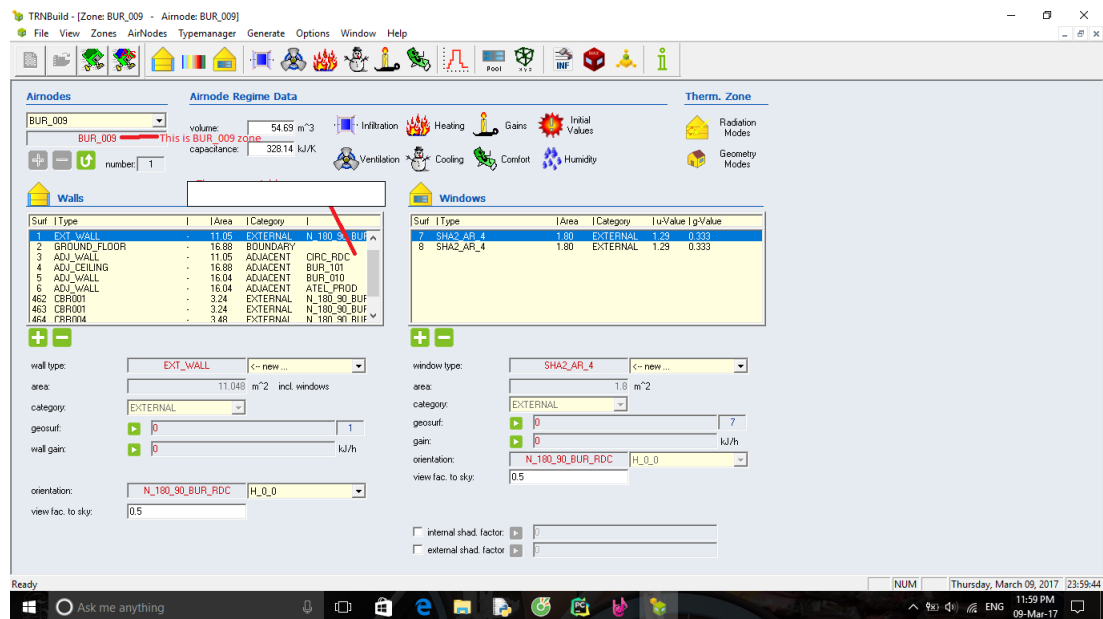 TRNBuild - [Zone: BUR_009 - Airnode: BUR_009]
File View Zones AirNodes Typemanager Generate Options Window Help
Pool xyz INF
Airnodes Airnode Regime Data Therm. Zone
BUR_009
BUR_009 This is BUR_009 zone
number: 1
volume: 54.69 m^3
capacitance: 328.14 kJ/K
Infiltration Heating Gains Initial Values
Ventilation Cooling Comfort Humidity
Radiation Modes
Geometry Modes
Walls
Surf Type Area Category
1 EXT_WALL - 11.05 EXTERNAL N_180_90_BUF
2 GROUND_FLOOR - 16.88 BOUNDARY
3 ADJ_WALL - 11.05 ADJACENT CIRC_RDC
4 ADJ_CEILING - 16.88 ADJACENT BUR_101
5 ADJ_WALL - 16.04 ADJACENT BUR_010
6 ADJ_WALL - 16.04 ADJACENT ATEL_PROD
462 CBR001 - 3.24 EXTERNAL N_180_90_BUF
463 CBR001 - 3.24 EXTERNAL N_180_90_BUF
464 CBR004 - 3.48 EXTERNAL N_180_90_BUF
Windows
Surf Type Area Category u-Value g-Value
7 SHA2_AR_4 1.80 EXTERNAL 1.29 0.333
8 SHA2_AR_4 1.80 EXTERNAL 1.29 0.333
wall type: EXT_WALL <-- new ...
area: 11.048 m^2 incl. windows
category: EXTERNAL
geosurf: 0 1
wall gain: 0 kJ/h
orientation: N_180_90_BUR_RDC H_0_0
view fac. to sky: 0.5
window type: SHA2_AR_4 <-- new ...
area: 1.8 m^2
category: EXTERNAL
geosurf: 0 7
gain: 0 kJ/h
orientation: N_180_90_BUR_RDC H_0_0
view fac. to sky: 0.5
internal shad. factor: 0
external shad. factor 0
Ready NUM Thursday, March 09, 2017 23:59:44
Ask me anything ENG 11:59 PM
09-Mar-17